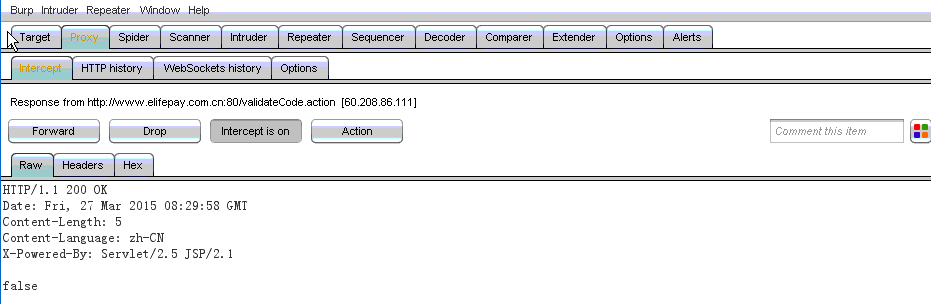 Burp Intruder Repeater Window Help
Target Proxy Spider Scanner Intruder Repeater Sequencer Decoder Comparer Extender Options Alerts
Intercept HTTP history WebSockets history Options
Response from http://www.elifepay.com.cn:80/validateCode.action [60.208.86.111]
Forward Drop Intercept is on Action Comment this item
Raw Headers Hex
HTTP/1.1 200 OK
Date: Fri, 27 Mar 2015 08:29:58 GMT
Content-Length: 5
Content-Language: zh-CN
X-Powered-By: Servlet/2.5 JSP/2.1
false